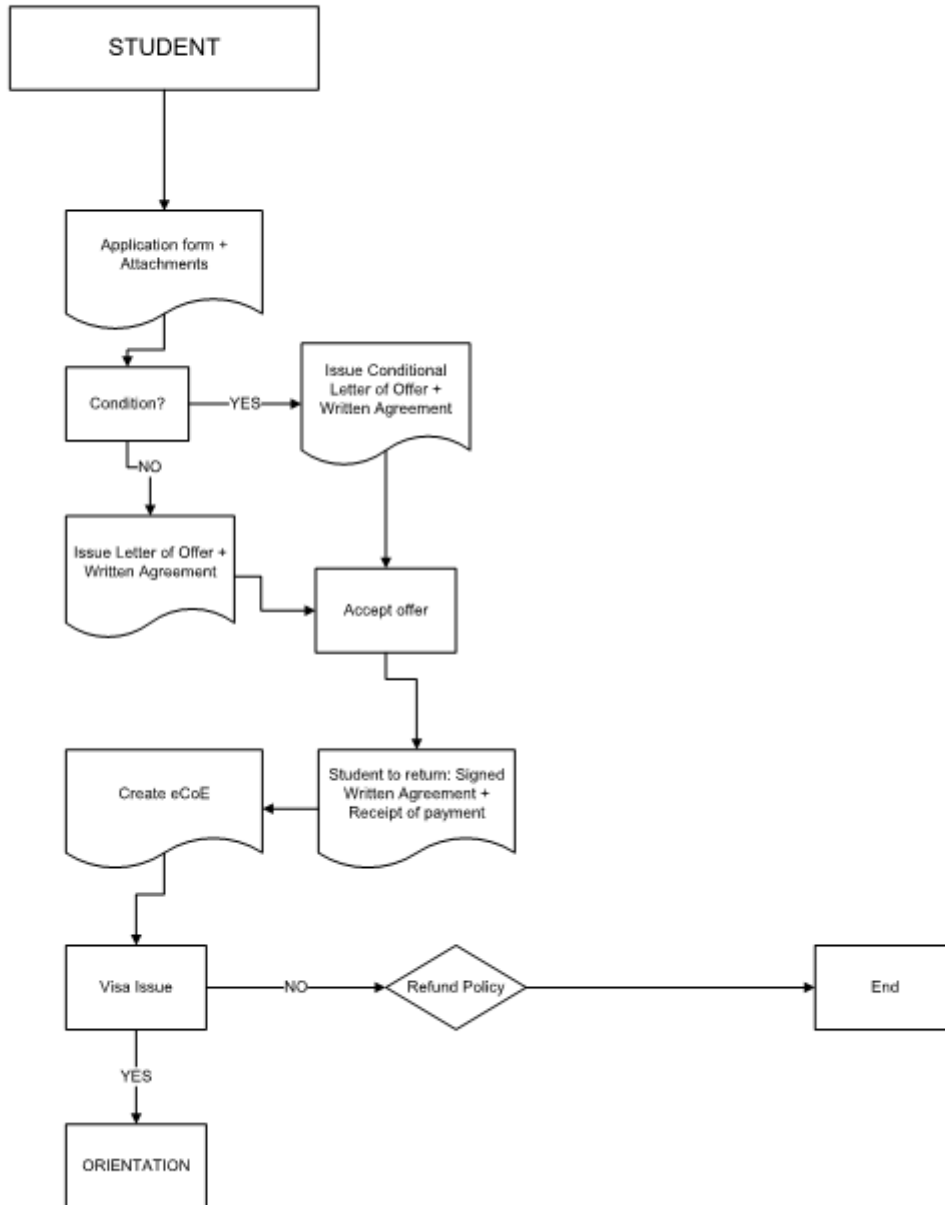 STUDENT
Application form +
Attachments
Condition?
YES
Issue Conditional
Letter of Offer +
Written Agreement
NO
Issue Letter of Offer +
Written Agreement
Accept offer
Create eCoE
Student to return: Signed
Written Agreement +
Receipt of payment
Visa Issue
NO
Refund Policy
End
YES
ORIENTATION